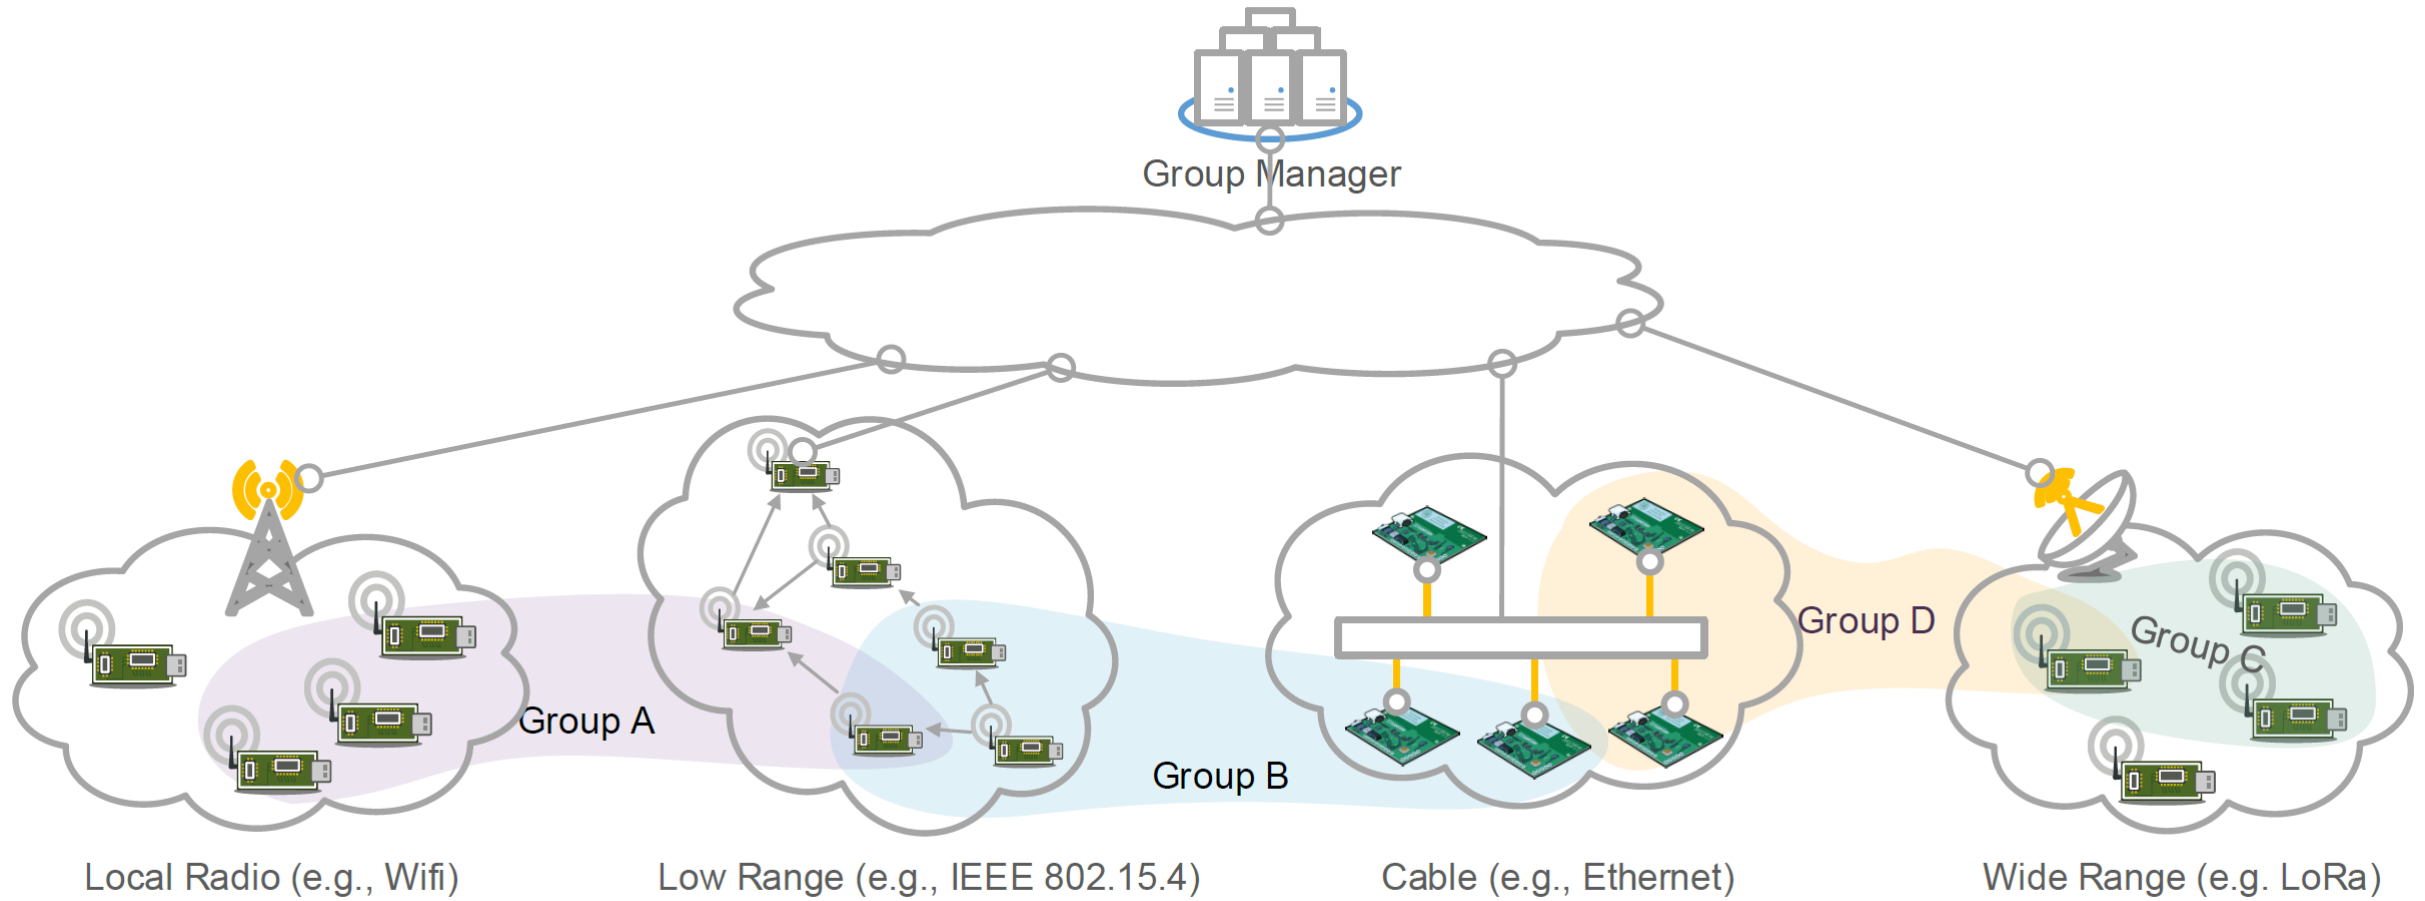 Group Manager
Group D
Group C
Group A
Group B
Local Radio (e.g., Wifi)
Low Range (e.g., IEEE 802.15.4)
Cable (e.g., Ethernet)
Wide Range (e.g. LoRa)